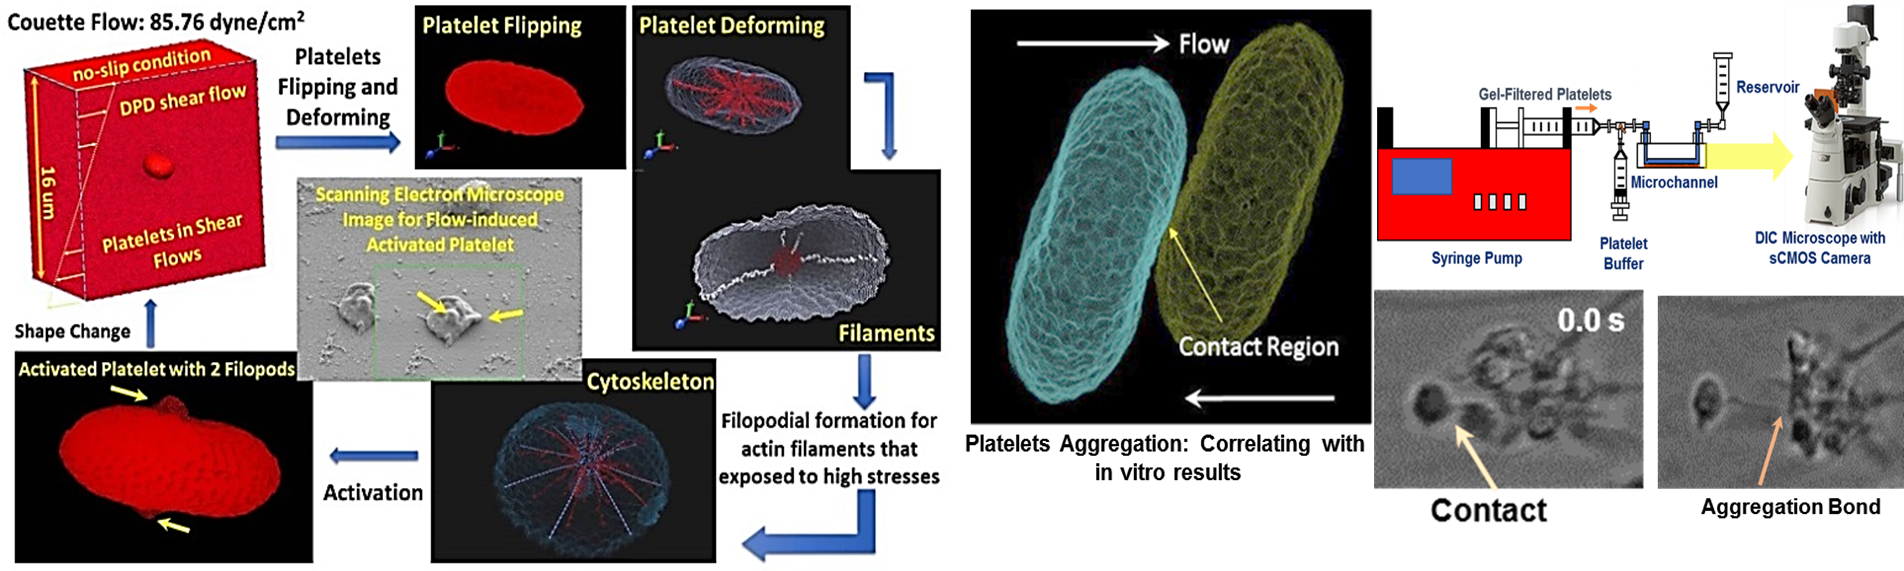 Couette Flow: 85.76 dyne/cm²
no-slip condition
DPD shear flow
16 um
Platelets in Shear
Flows
Platelets
Flipping and
Deforming
Platelet Flipping
Platelet Deforming
Filaments
Scanning Electron Microscope
Image for Flow-induced
Activated Platelet
Shape Change
Activated Platelet with 2 Filopods
Activation
Cytoskeleton
Filopodial formation for
actin filaments that
exposed to high stresses
Flow
Contact Region
Platelets Aggregation: Correlating with
in vitro results
Gel-Filtered Platelets
Reservoir
Microchannel
Syringe Pump
Platelet
Buffer
DIC Microscope with
sCMOS Camera
0.0 s
Contact
Aggregation Bond